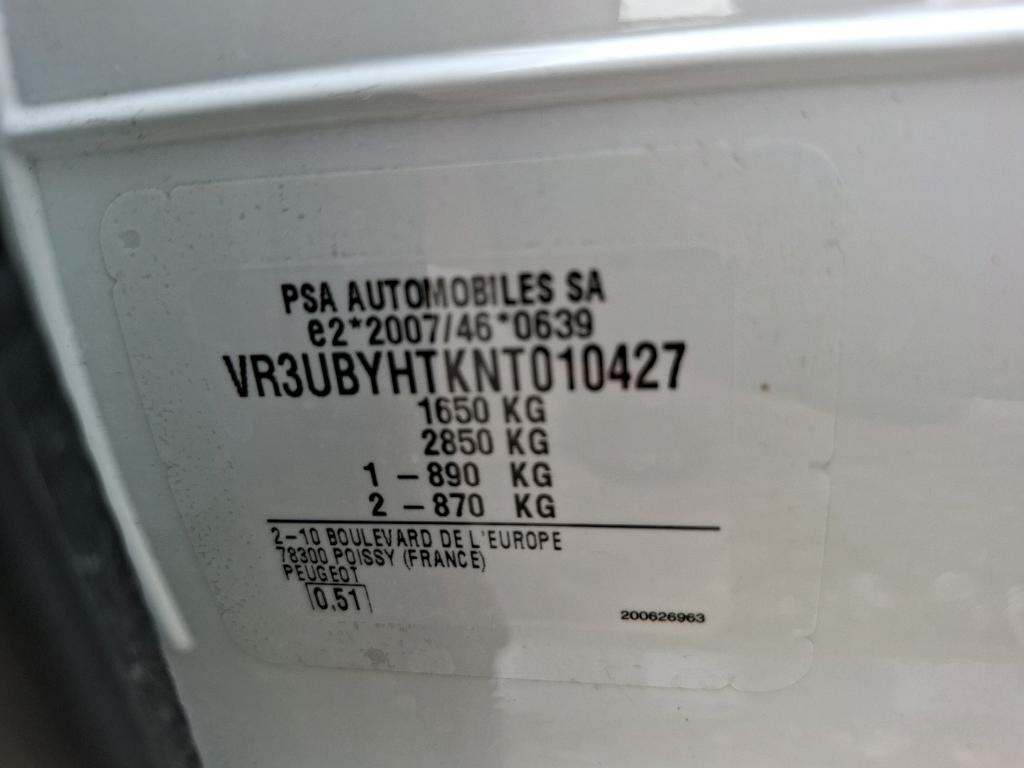 PSA AUTOMOBILES SA
e2*2007/46*0639
VR3UBYHTKNT010427
1650 KG
2850 KG
1 – 890 KG
2 – 870 KG
2–10 BOULEVARD DE L'EUROPE
78300 POISSY (FRANCE)
PEUGEOT
0,51
200626963